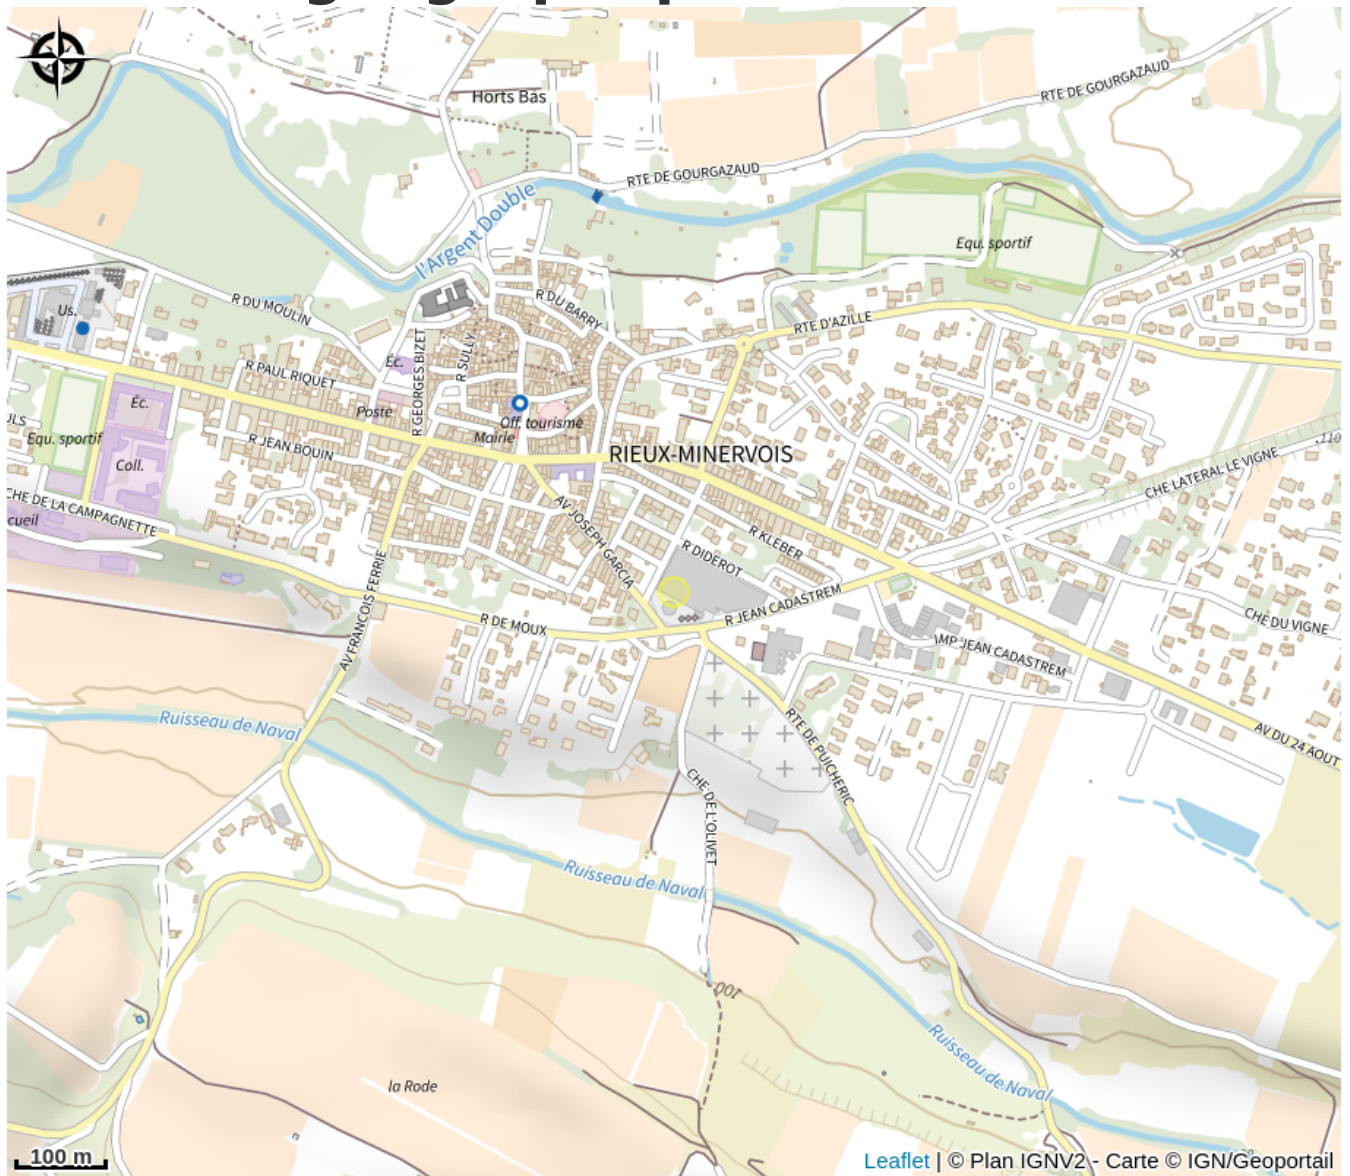 Horts Bas
RTE DE GOURGAZAUD
RTE DE GOURGAZAUD
l'Argent Double
Equ. sportif
Us.
R DU MOULIN
R DU BARRY
RTE D'AZILLE
R GEORGES BIZET
R SULLY
Éc.
R PAUL RIQUET
Éc.
Poste
Off. tourisme
Mairie
Equ. sportif
R JEAN BOUIN
RIEUX-MINERVOIS
Coll.
110
CHE LATERAL LE VIGNE
CHE DE LA CAMPAGNETTE
cueil
AV JOSEPH GARCIA
R KLEBER
R DIDEROT
AV FRANCOIS FERRIE
R DE MOUX
R JEAN CADASTREM
CHE DU VIGNE
IMP JEAN CADASTREM
Ruisseau de Naval
RTE DE PUICHERIC
AV DU 24 AOUT
CHE DE L'OLIVET
Ruisseau de Naval
100
Ruisseau de Naval
la Rode
100 m
Leaflet | © Plan IGNV2 - Carte © IGN/Geoportail